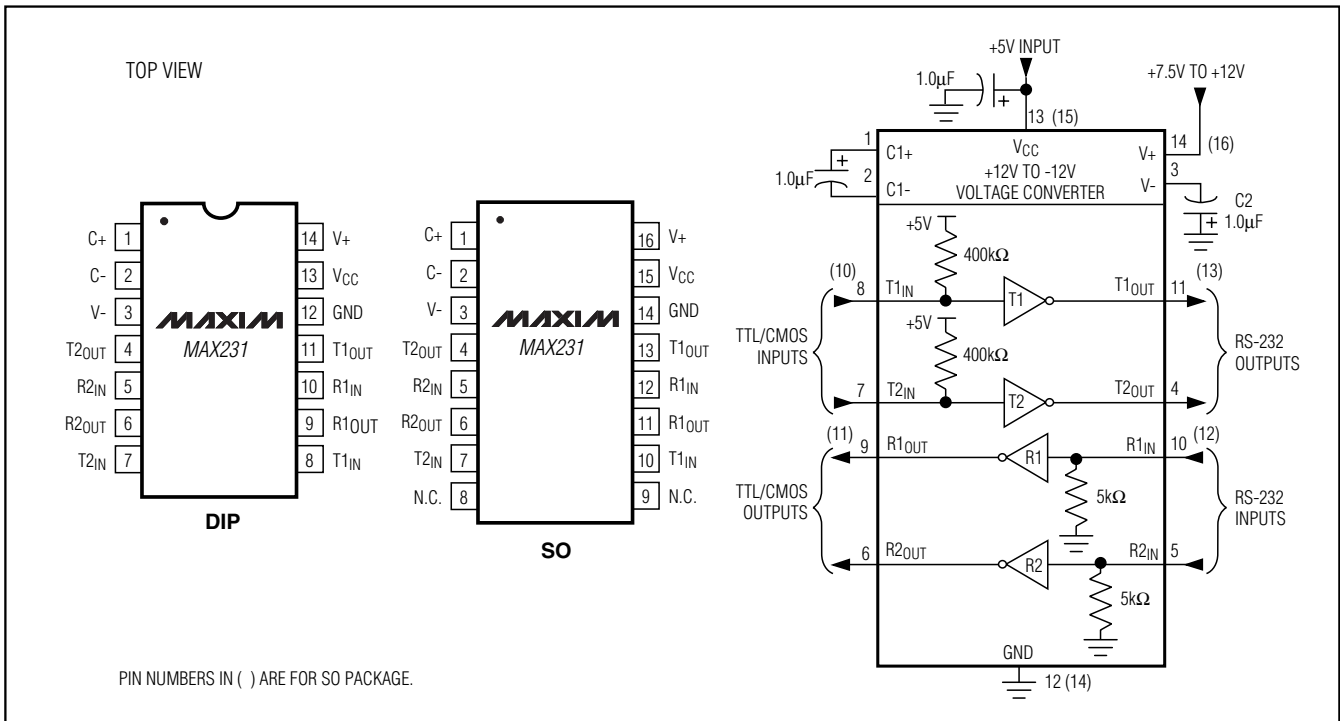 TOP VIEW
C+ 1
C- 2
V- 3
T2OUT 4
R2IN 5
R2OUT 6
T2IN 7
14 V+
13 VCC
12 GND
11 T1OUT
10 R1IN
9 R1OUT
8 T1IN
MAXIM
MAX231
DIP
C+ 1
C- 2
V- 3
T2OUT 4
R2IN 5
R2OUT 6
T2IN 7
N.C. 8
16 V+
15 VCC
14 GND
13 T1OUT
12 R1IN
11 R1OUT
10 T1IN
9 N.C.
MAXIM
MAX231
SO
+5V INPUT
1.0µF
+
+7.5V TO +12V
13 (15)
1
C1+
VCC
V+
14 (16)
+
1.0µF
2
C1-
+12V TO -12V
VOLTAGE CONVERTER
V-
3
C2
+ 1.0µF
+5V
400kΩ
(10)
8
T1IN
T1
T1OUT
11
(13)
+5V
400kΩ
TTL/CMOS
INPUTS
RS-232
OUTPUTS
7
T2IN
T2
T2OUT
4
(11)
9
R1OUT
R1
R1IN
10
(12)
5kΩ
TTL/CMOS
OUTPUTS
RS-232
INPUTS
6
R2OUT
R2
R2IN
5
5kΩ
GND
12 (14)
PIN NUMBERS IN ( ) ARE FOR SO PACKAGE.